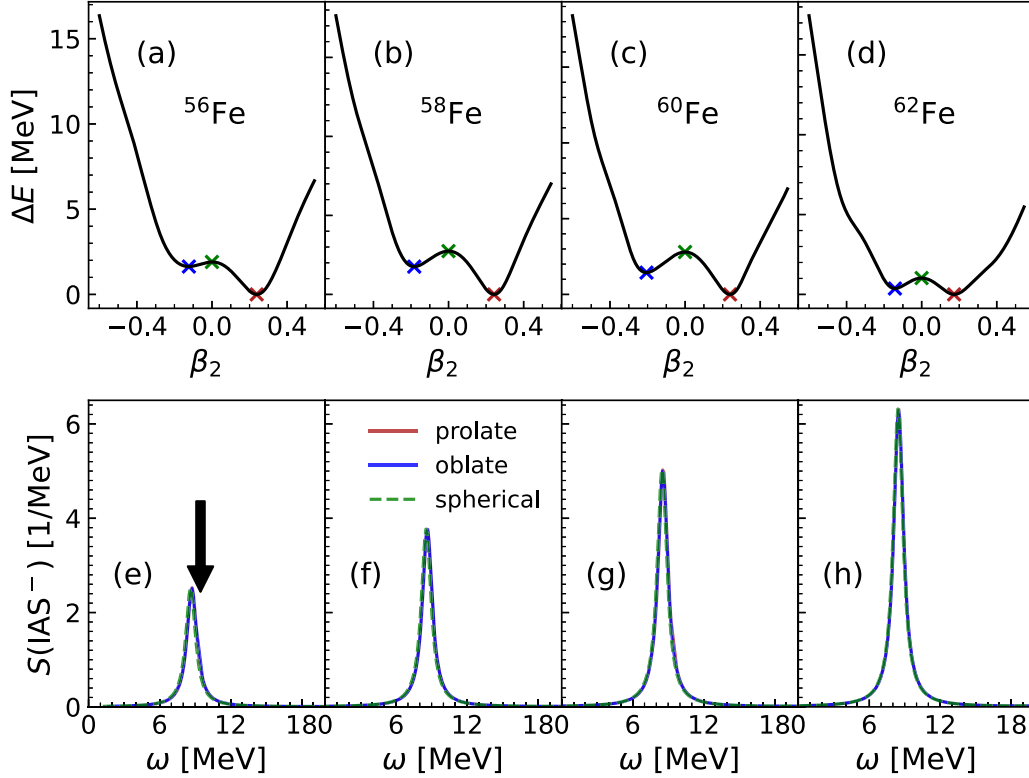 15
10
5
0
ΔE [MeV]
(a)
⁵⁶Fe
(b)
⁵⁸Fe
(c)
⁶⁰Fe
(d)
⁶²Fe
−0.4 0.0 0.4
−0.4 0.0 0.4
−0.4 0.0 0.4
−0.4 0.0 0.4
β₂
β₂
β₂
β₂
6
4
2
0
S(IAS⁻) [1/MeV]
(e)
(f)
prolate
oblate
spherical
(g)
(h)
0 6 12 18
0 6 12 18
0 6 12 18
0 6 12 18
ω [MeV]
ω [MeV]
ω [MeV]
ω [MeV]